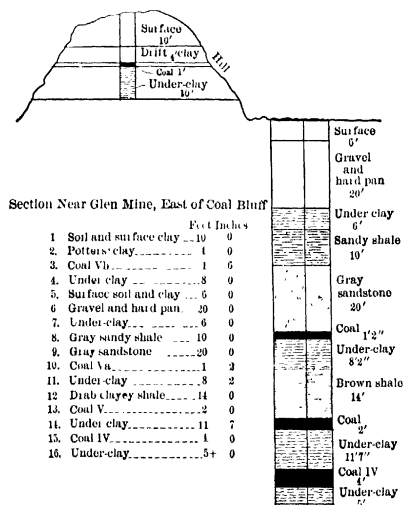 Surface
10'
Drift clay
4'
Hill
Coal 1'
Under-clay
10'
Surface
6'
Gravel
and
hard pan
20'
Under clay
6'
Sandy shale
10'
Gray
sandstone
20'
Coal
1'2"
Under-clay
8'2"
Brown shale
14'
Coal
2'
Under-clay
11'7"
Coal IV
4'
Under-clay
5'
Section Near Glen Mine, East of Coal Bluff
Feet Inches
1 Soil and surface clay 10 0
2. Potters' clay 4 0
3. Coal Vb 1 6
4. Under clay 8 0
5. Surface soil and clay 6 0
6 Gravel and hard pan. 20 0
7. Under-clay 6 0
8. Gray sandy shale 10 0
9. Gray sandstone 20 0
10. Coal Va 1 2
11. Under-clay 8 2
12 Drab clayey shale 14 0
13. Coal V 2 0
14. Under clay 11 7
15. Coal IV 4 0
16. Under-clay 5+ 0